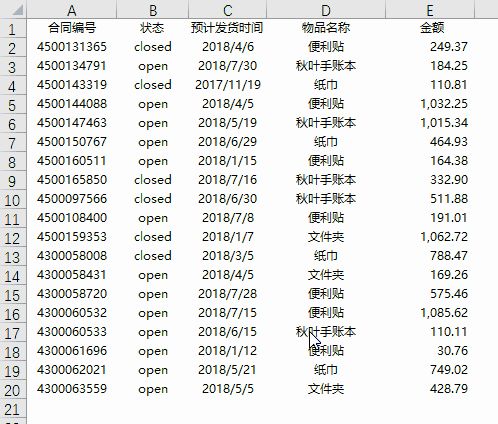 A B C D E
1 合同编号 状态 预计发货时间 物品名称 金额
2 4500131365 closed 2018/4/6 便利贴 249.37
3 4500134791 open 2018/7/30 秋叶手账本 184.25
4 4500143319 closed 2017/11/19 纸巾 110.81
5 4500144088 open 2018/4/5 便利贴 1,032.25
6 4500147463 open 2018/5/19 秋叶手账本 1,015.34
7 4500150767 open 2018/6/29 纸巾 464.93
8 4500160511 open 2018/1/15 便利贴 164.38
9 4500165850 closed 2018/7/16 秋叶手账本 332.90
10 4500097566 closed 2018/6/30 秋叶手账本 511.88
11 4500108400 open 2018/7/8 便利贴 191.01
12 4500159353 closed 2018/1/7 文件夹 1,062.72
13 4300058008 closed 2018/3/5 纸巾 788.47
14 4300058431 open 2018/4/5 文件夹 169.26
15 4300058720 open 2018/7/28 便利贴 575.46
16 4300060532 open 2018/7/15 便利贴 1,085.62
17 4300060533 open 2018/6/15 秋叶手账本 110.11
18 4300061696 open 2018/1/12 便利贴 30.76
19 4300062021 open 2018/5/21 纸巾 749.02
20 4300063559 open 2018/5/5 文件夹 428.79
21